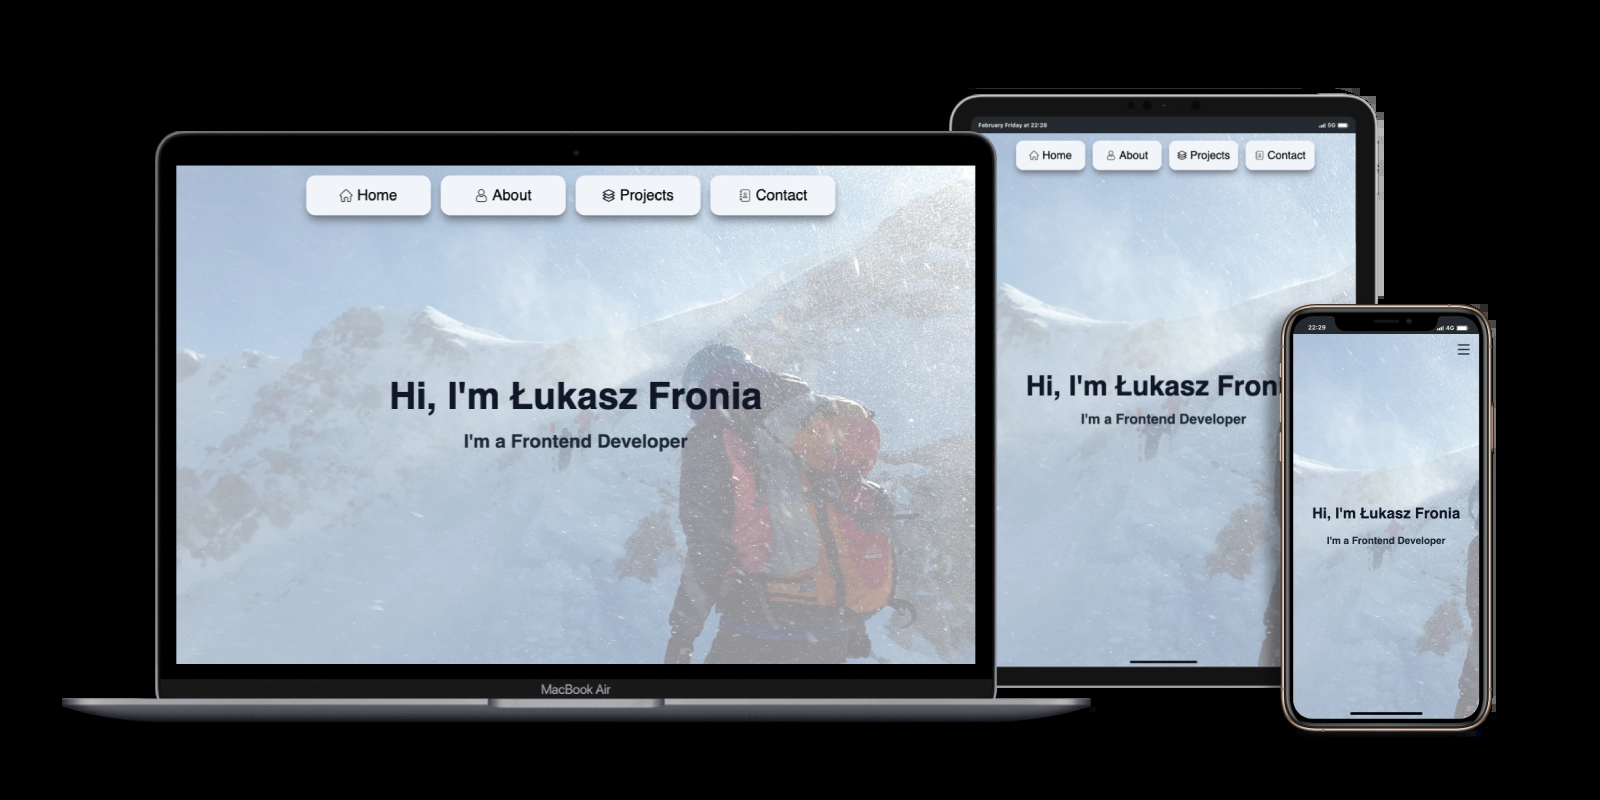 Home
About
Projects
Contact
Hi, I'm Łukasz Fronia
I'm a Frontend Developer
MacBook Air
February Friday at 22:28
5G
Home
About
Projects
Contact
Hi, I'm Łukasz Froni
I'm a Frontend Developer
22:29
4G
Hi, I'm Łukasz Fronia
I'm a Frontend Developer